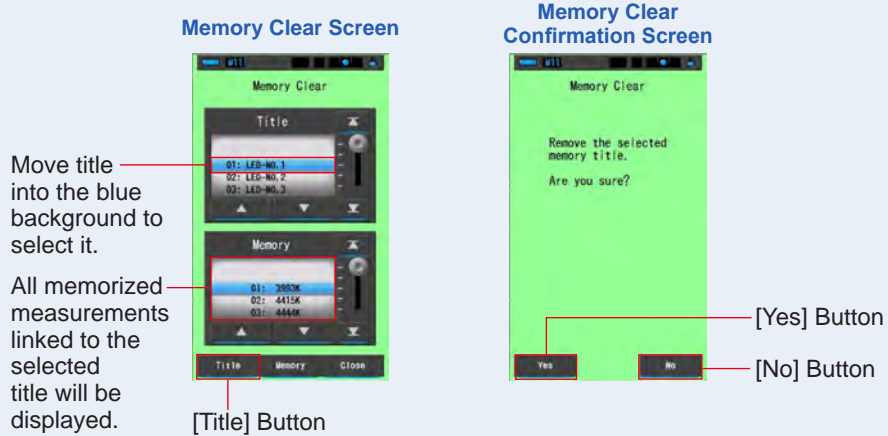 Memory Clear Screen
Move title
into the blue
background to
select it.
All memorized
measurements
linked to the
selected
title will be
displayed.
Memory Clear
Title
01: LED-NO.1
02: LED-NO.2
03: LED-NO.3
Memory
01: 3993K
02: 4415K
03: 4444K
Title Memory Close
[Title] Button
Memory Clear
Confirmation Screen
Memory Clear
Remove the selected
memory title.
Are you sure?
Yes No
[Yes] Button
[No] Button